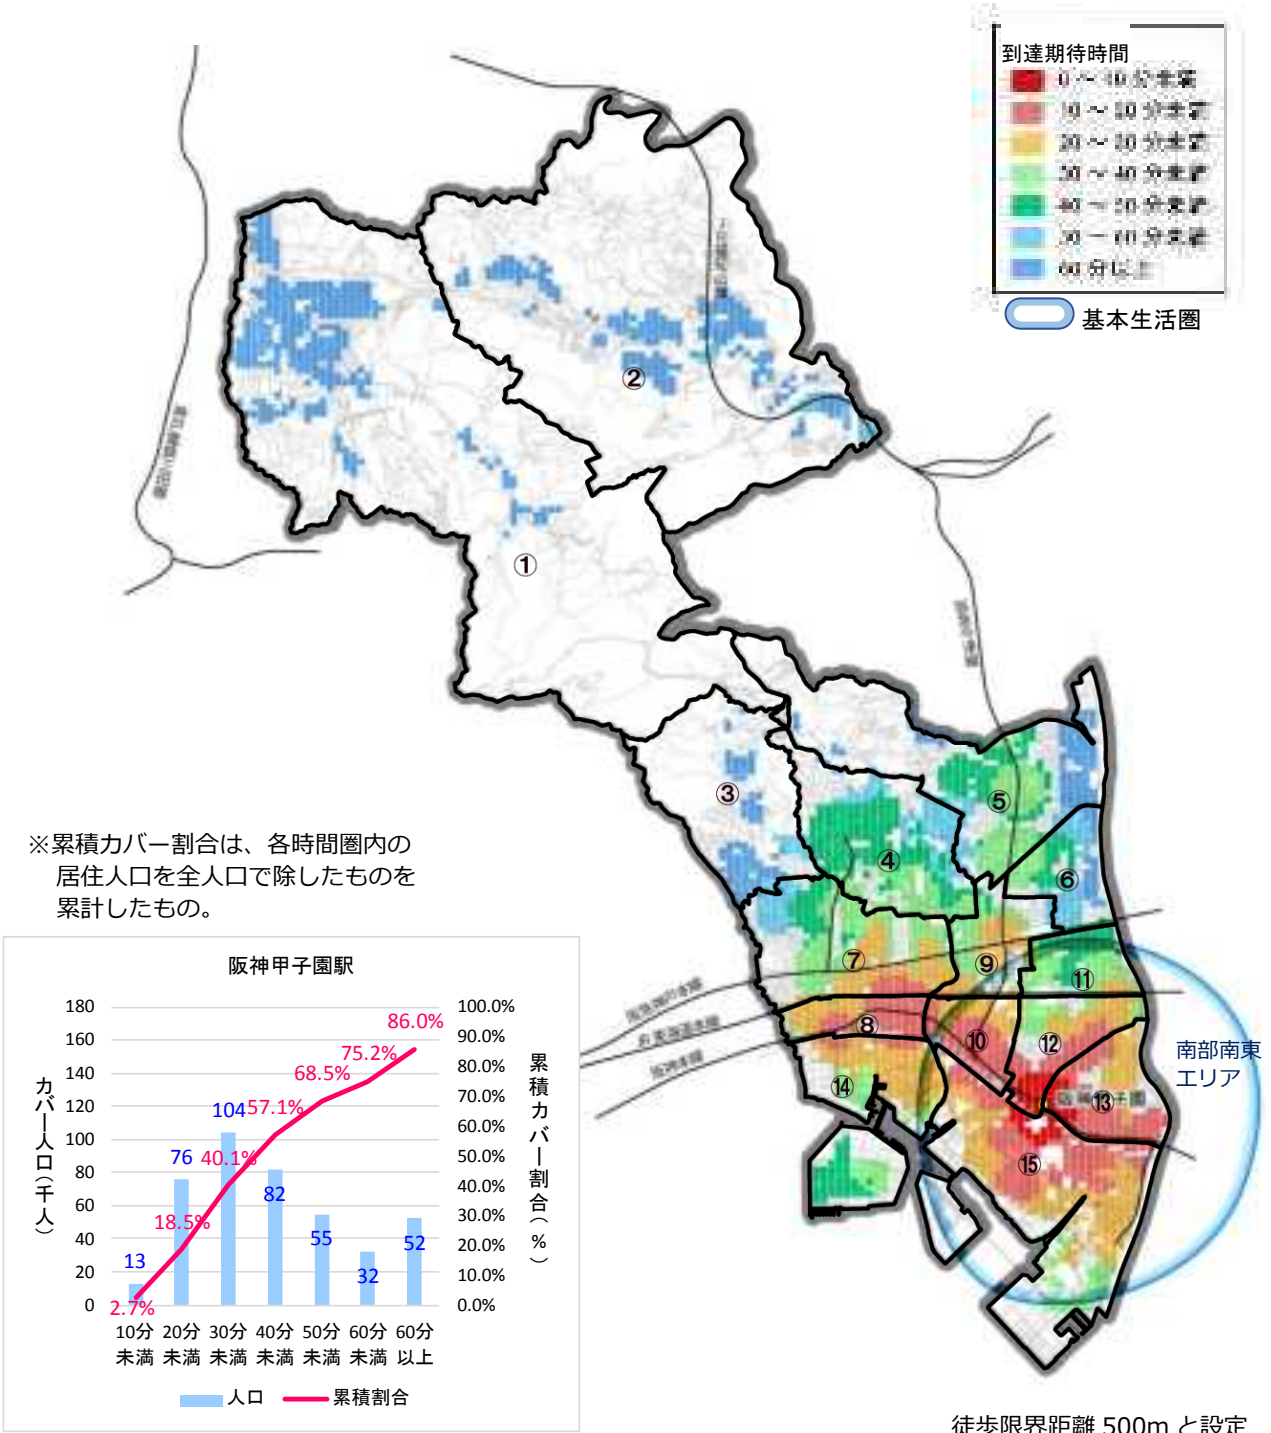 到達期待時間
60 分以上
基本生活圏
②
①
③
⑤
④
⑥
⑦
⑨
⑪
⑧
⑩
⑫
⑭
⑬
⑮
南部南東
エリア
※累積カバー割合は、各時間圏内の
居住人口を全人口で除したものを
累計したもの。
阪神甲子園駅
カバー人口（千人）
180
160
140
120
100
80
60
40
20
0
累積カバー割合（%）
100.0%
90.0%
80.0%
70.0%
60.0%
50.0%
40.0%
30.0%
20.0%
10.0%
0.0%
13
76
104
82
55
32
52
2.7%
18.5%
40.1%
57.1%
68.5%
75.2%
86.0%
10分未満
20分未満
30分未満
40分未満
50分未満
60分未満
60分以上
人口
累積割合
徒歩限界距離 500m と設定